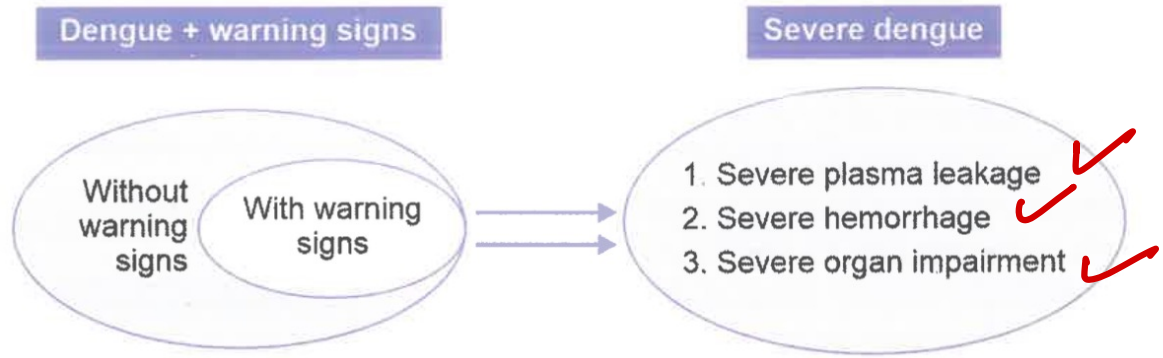 Dengue + warning signs
Severe dengue
Without
warning
signs
With warning
signs
1. Severe plasma leakage
2. Severe hemorrhage
3. Severe organ impairment